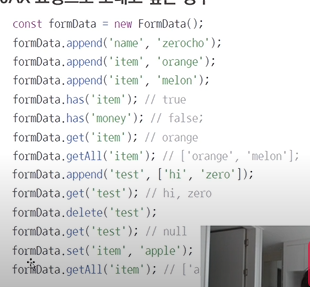 const formData = new FormData();
formData.append('name', 'zerocho');
formData.append('item', 'orange');
formData.append('item', 'melon');
formData.has('item'); // true
formData.has('money'); // false;
formData.get('item'); // orange
formData.getAll('item'); // ['orange', 'melon'];
formData.append('test', ['hi', 'zero']);
formData.get('test'); // hi, zero
formData.delete('test');
formData.get('test'); // null
formData.set('item', 'apple');
formData.getAll('item'); // ['a